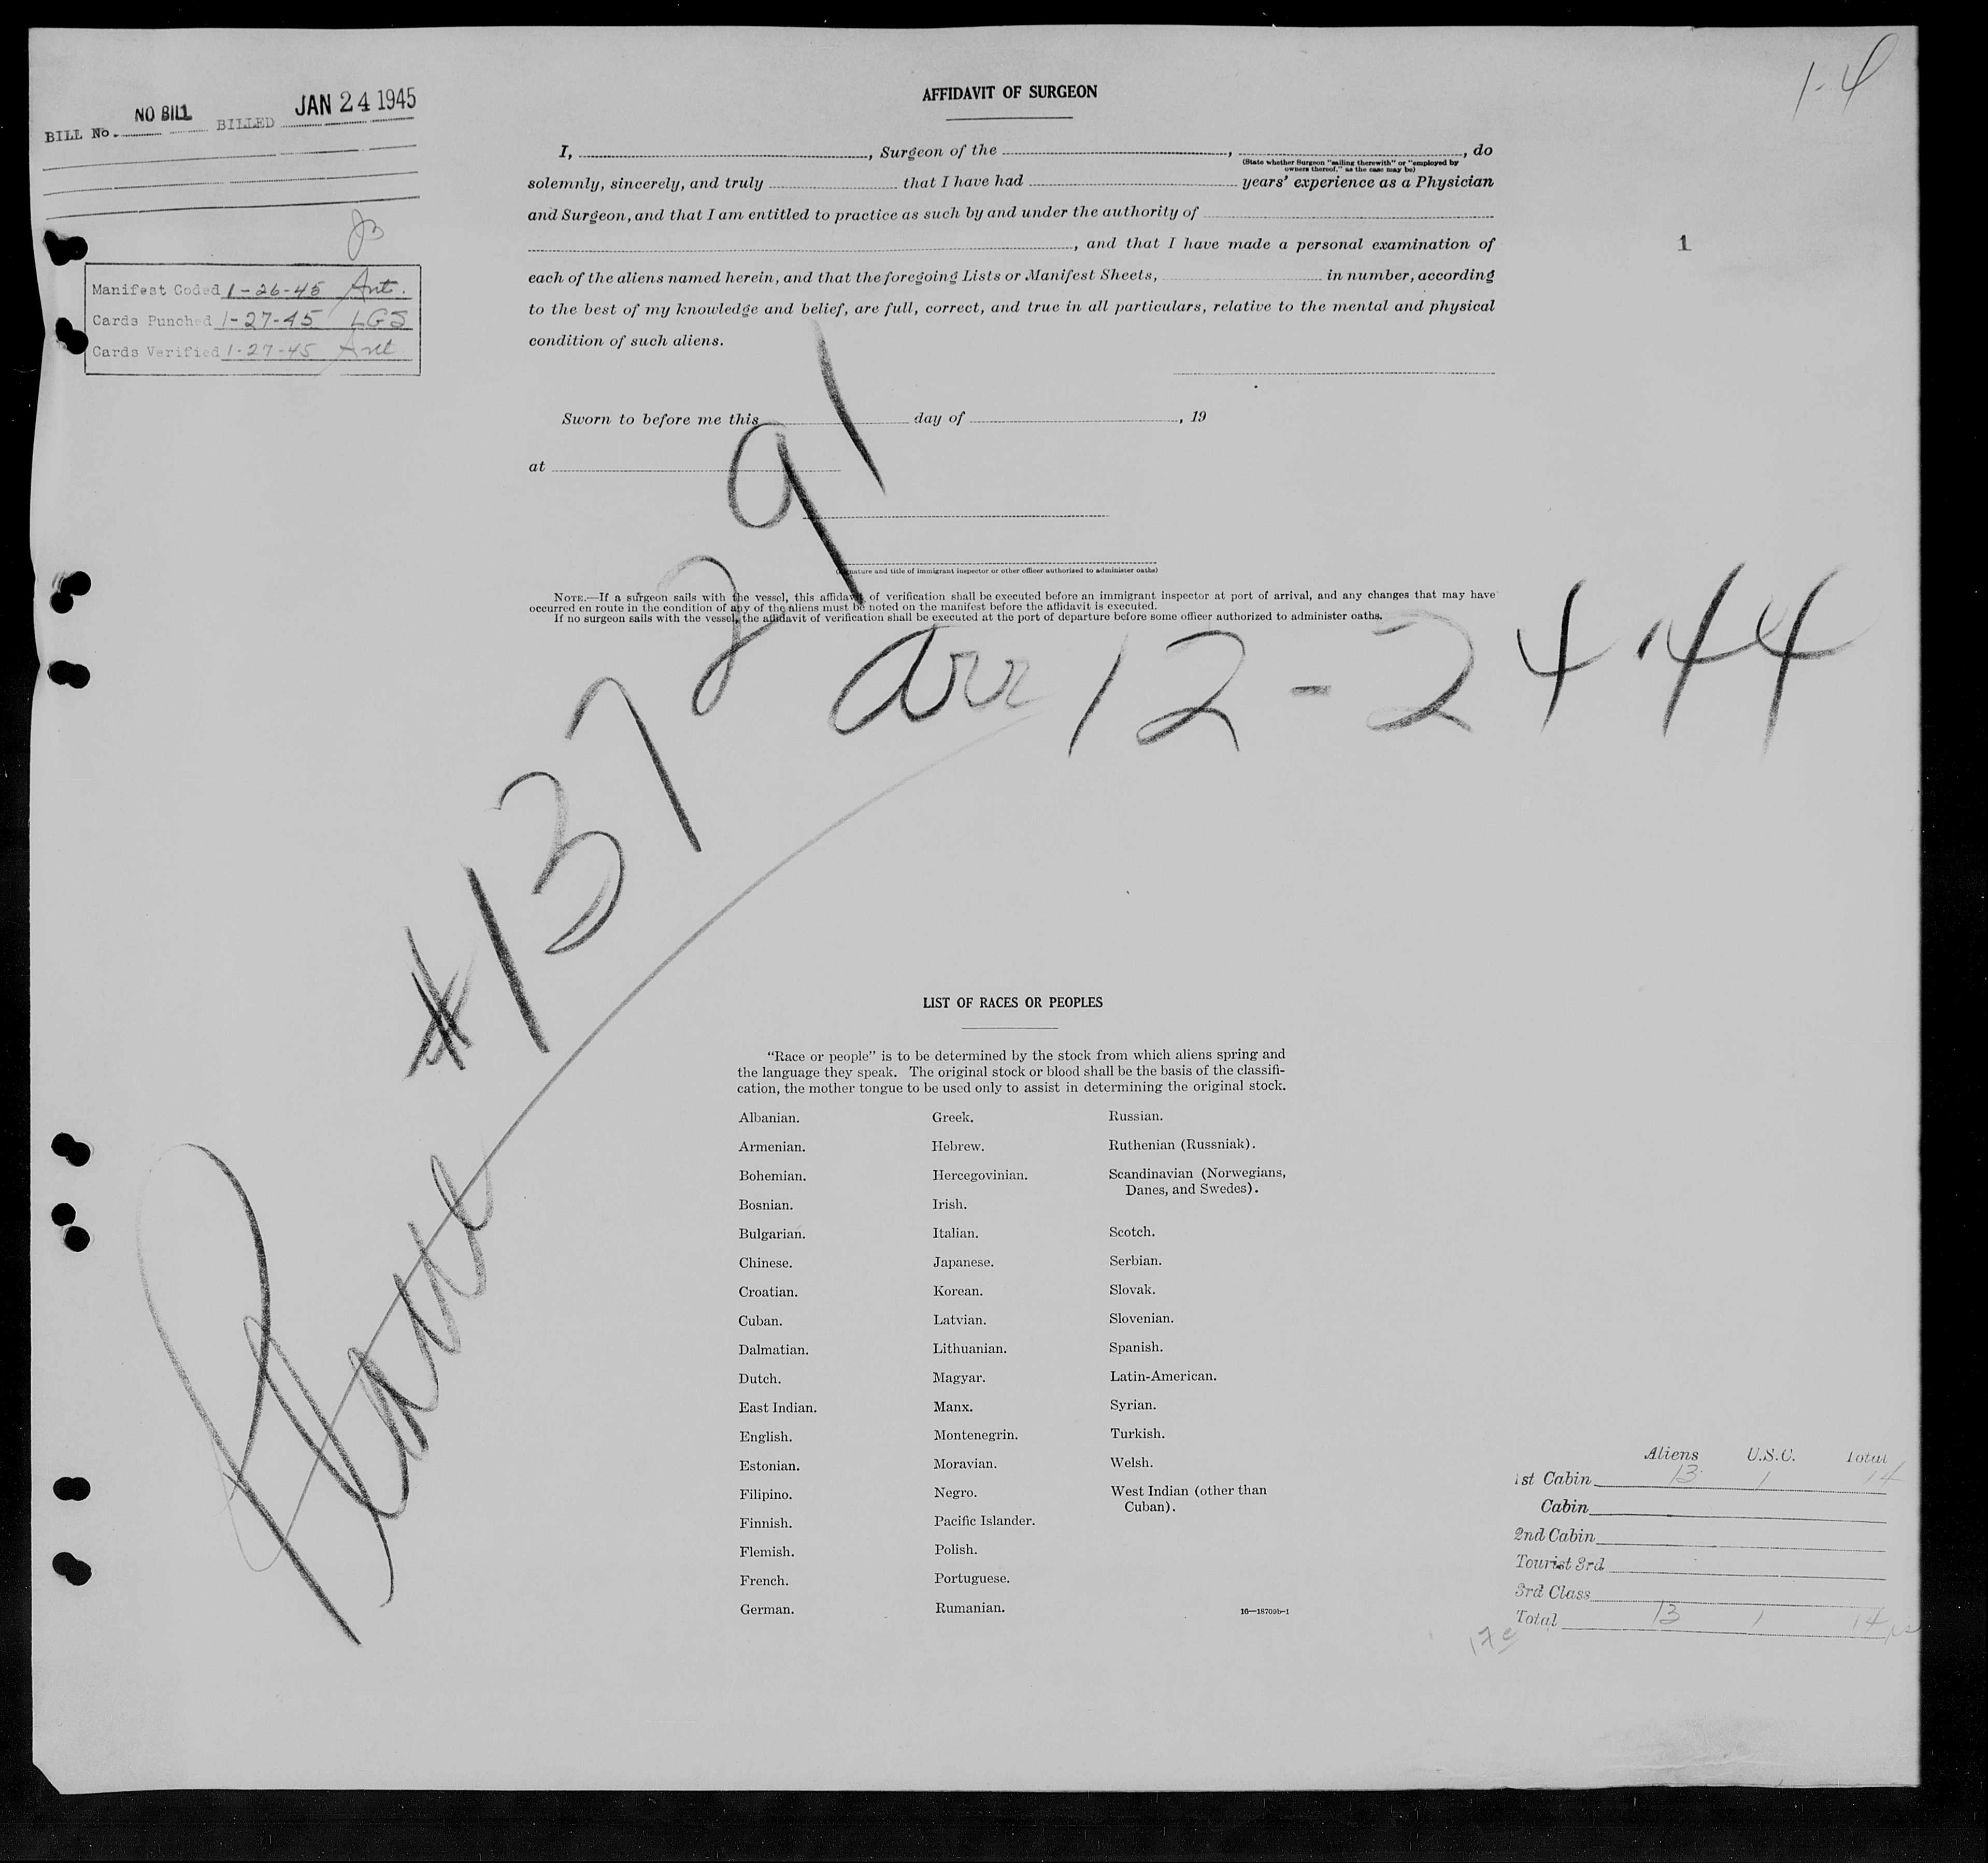 1-4
BILL No. NO BILL BILLED JAN 24 1945
JB
Manifest Coded 1-26-45 Ant.
Cards Punched 1-27-45 LGS
Cards Verified 1-27-45 Ant
AFFIDAVIT OF SURGEON
I, , Surgeon of the , , do
(State whether Surgeon "sailing therewith" or "employed by
owners thereof," as the case may be)
solemnly, sincerely, and truly that I have had years' experience as a Physician
and Surgeon, and that I am entitled to practice as such by and under the authority of
, and that I have made a personal examination of
1
each of the aliens named herein, and that the foregoing Lists or Manifest Sheets, in number, according
to the best of my knowledge and belief, are full, correct, and true in all particulars, relative to the mental and physical
condition of such aliens.
Sworn to before me this day of , 19
at
(Signature and title of immigrant inspector or other officer authorized to administer oaths)
NOTE.—If a surgeon sails with the vessel, this affidavit of verification shall be executed before an immigrant inspector at port of arrival, and any changes that may have
occurred en route in the condition of any of the aliens must be noted on the manifest before the affidavit is executed.
If no surgeon sails with the vessel, the affidavit of verification shall be executed at the port of departure before some officer authorized to administer oaths.
Plane #137291
arr 12-24-44
LIST OF RACES OR PEOPLES
"Race or people" is to be determined by the stock from which aliens spring and
the language they speak. The original stock or blood shall be the basis of the classifi-
cation, the mother tongue to be used only to assist in determining the original stock.
Albanian.
Armenian.
Bohemian.
Bosnian.
Bulgarian.
Chinese.
Croatian.
Cuban.
Dalmatian.
Dutch.
East Indian.
English.
Estonian.
Filipino.
Finnish.
Flemish.
French.
German.
Greek.
Hebrew.
Hercegovinian.
Irish.
Italian.
Japanese.
Korean.
Latvian.
Lithuanian.
Magyar.
Manx.
Montenegrin.
Moravian.
Negro.
Pacific Islander.
Polish.
Portuguese.
Rumanian.
Russian.
Ruthenian (Russniak).
Scandinavian (Norwegians,
Danes, and Swedes).
Scotch.
Serbian.
Slovak.
Slovenian.
Spanish.
Latin-American.
Syrian.
Turkish.
Welsh.
West Indian (other than
Cuban).
16—18709b-1
Aliens U.S.C. Total
1st Cabin 13 1 14
Cabin
2nd Cabin
Tourist 3rd
3rd Class
Total 13 1 14